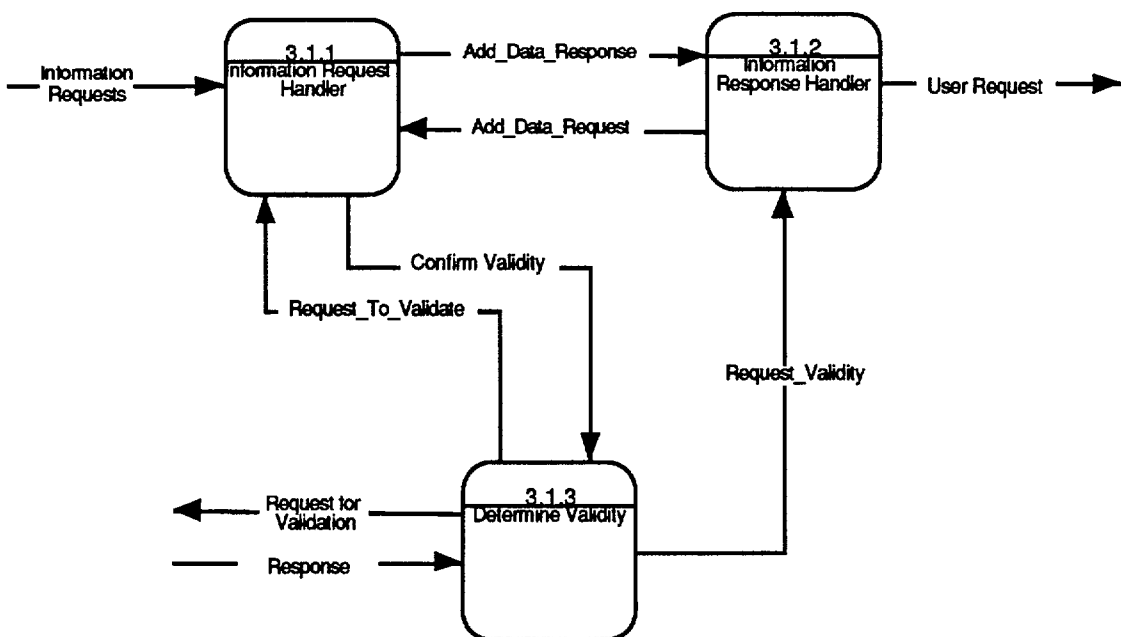 3.1.1
Information Request
Handler
Add_Data_Response
3.1.2
Information
Response Handler
Information
Requests
User Request
Add_Data_Request
Confirm Validity
Request_To_Validate
Request_Validity
3.1.3
Determine Validity
Request for
Validation
Response